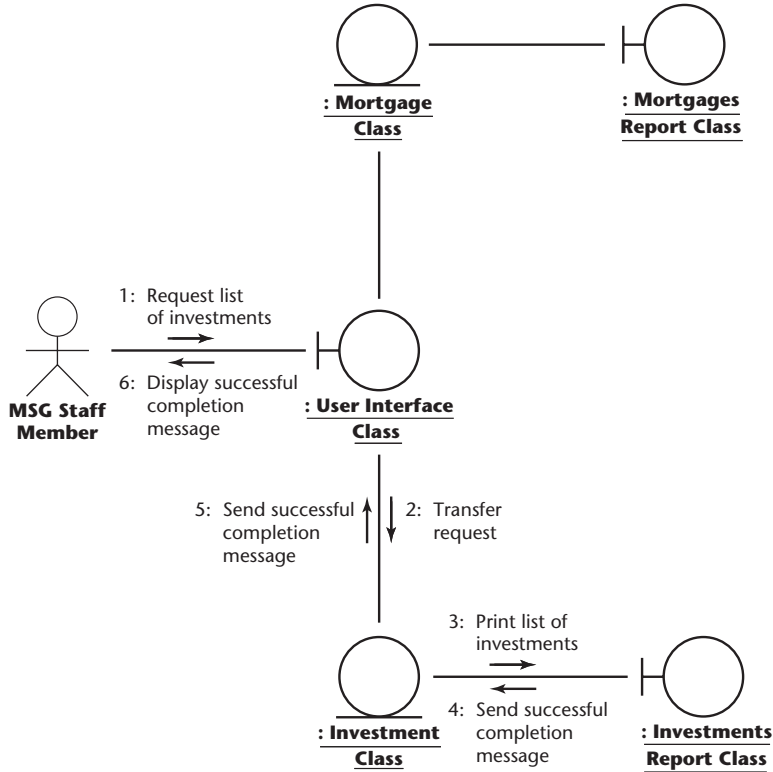 : Mortgage
Class
: Mortgages
Report Class
1: Request list
of investments
6: Display successful
completion
message
MSG Staff
Member
: User Interface
Class
5: Send successful
completion
message
2: Transfer
request
3: Print list of
investments
4: Send successful
completion
message
: Investment
Class
: Investments
Report Class